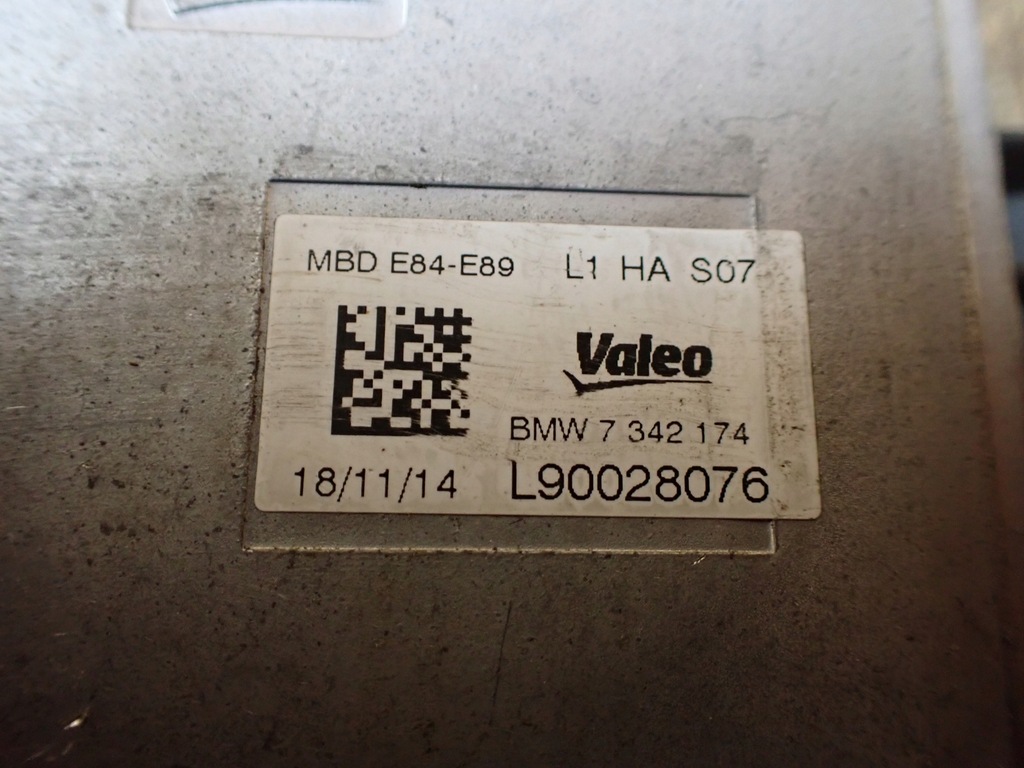 MBD E84-E89 L1 HA S07
Valeo
BMW 7 342 174
18/11/14 L90028076